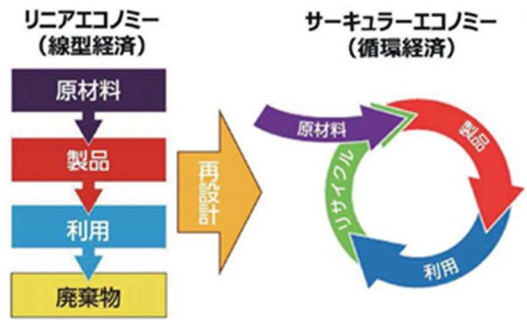 リニアエコノミー
（線型経済）
原材料
製品
利用
廃棄物
再設計
サーキュラーエコノミー
（循環経済）
原材料
製品
利用
リサイクル